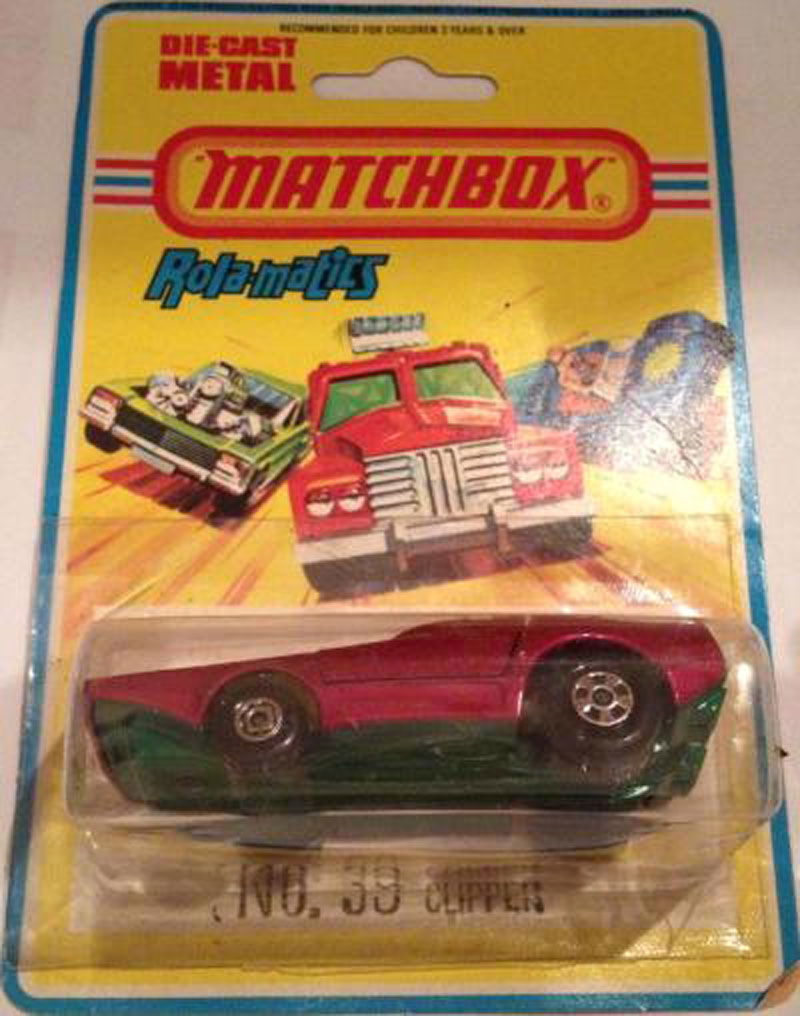 RECOMMENDED FOR CHILDREN 3 YEARS & OVER
DIE-CAST
METAL
"MATCHBOX"®
Rola-matics
NO. 39 CLIPPER